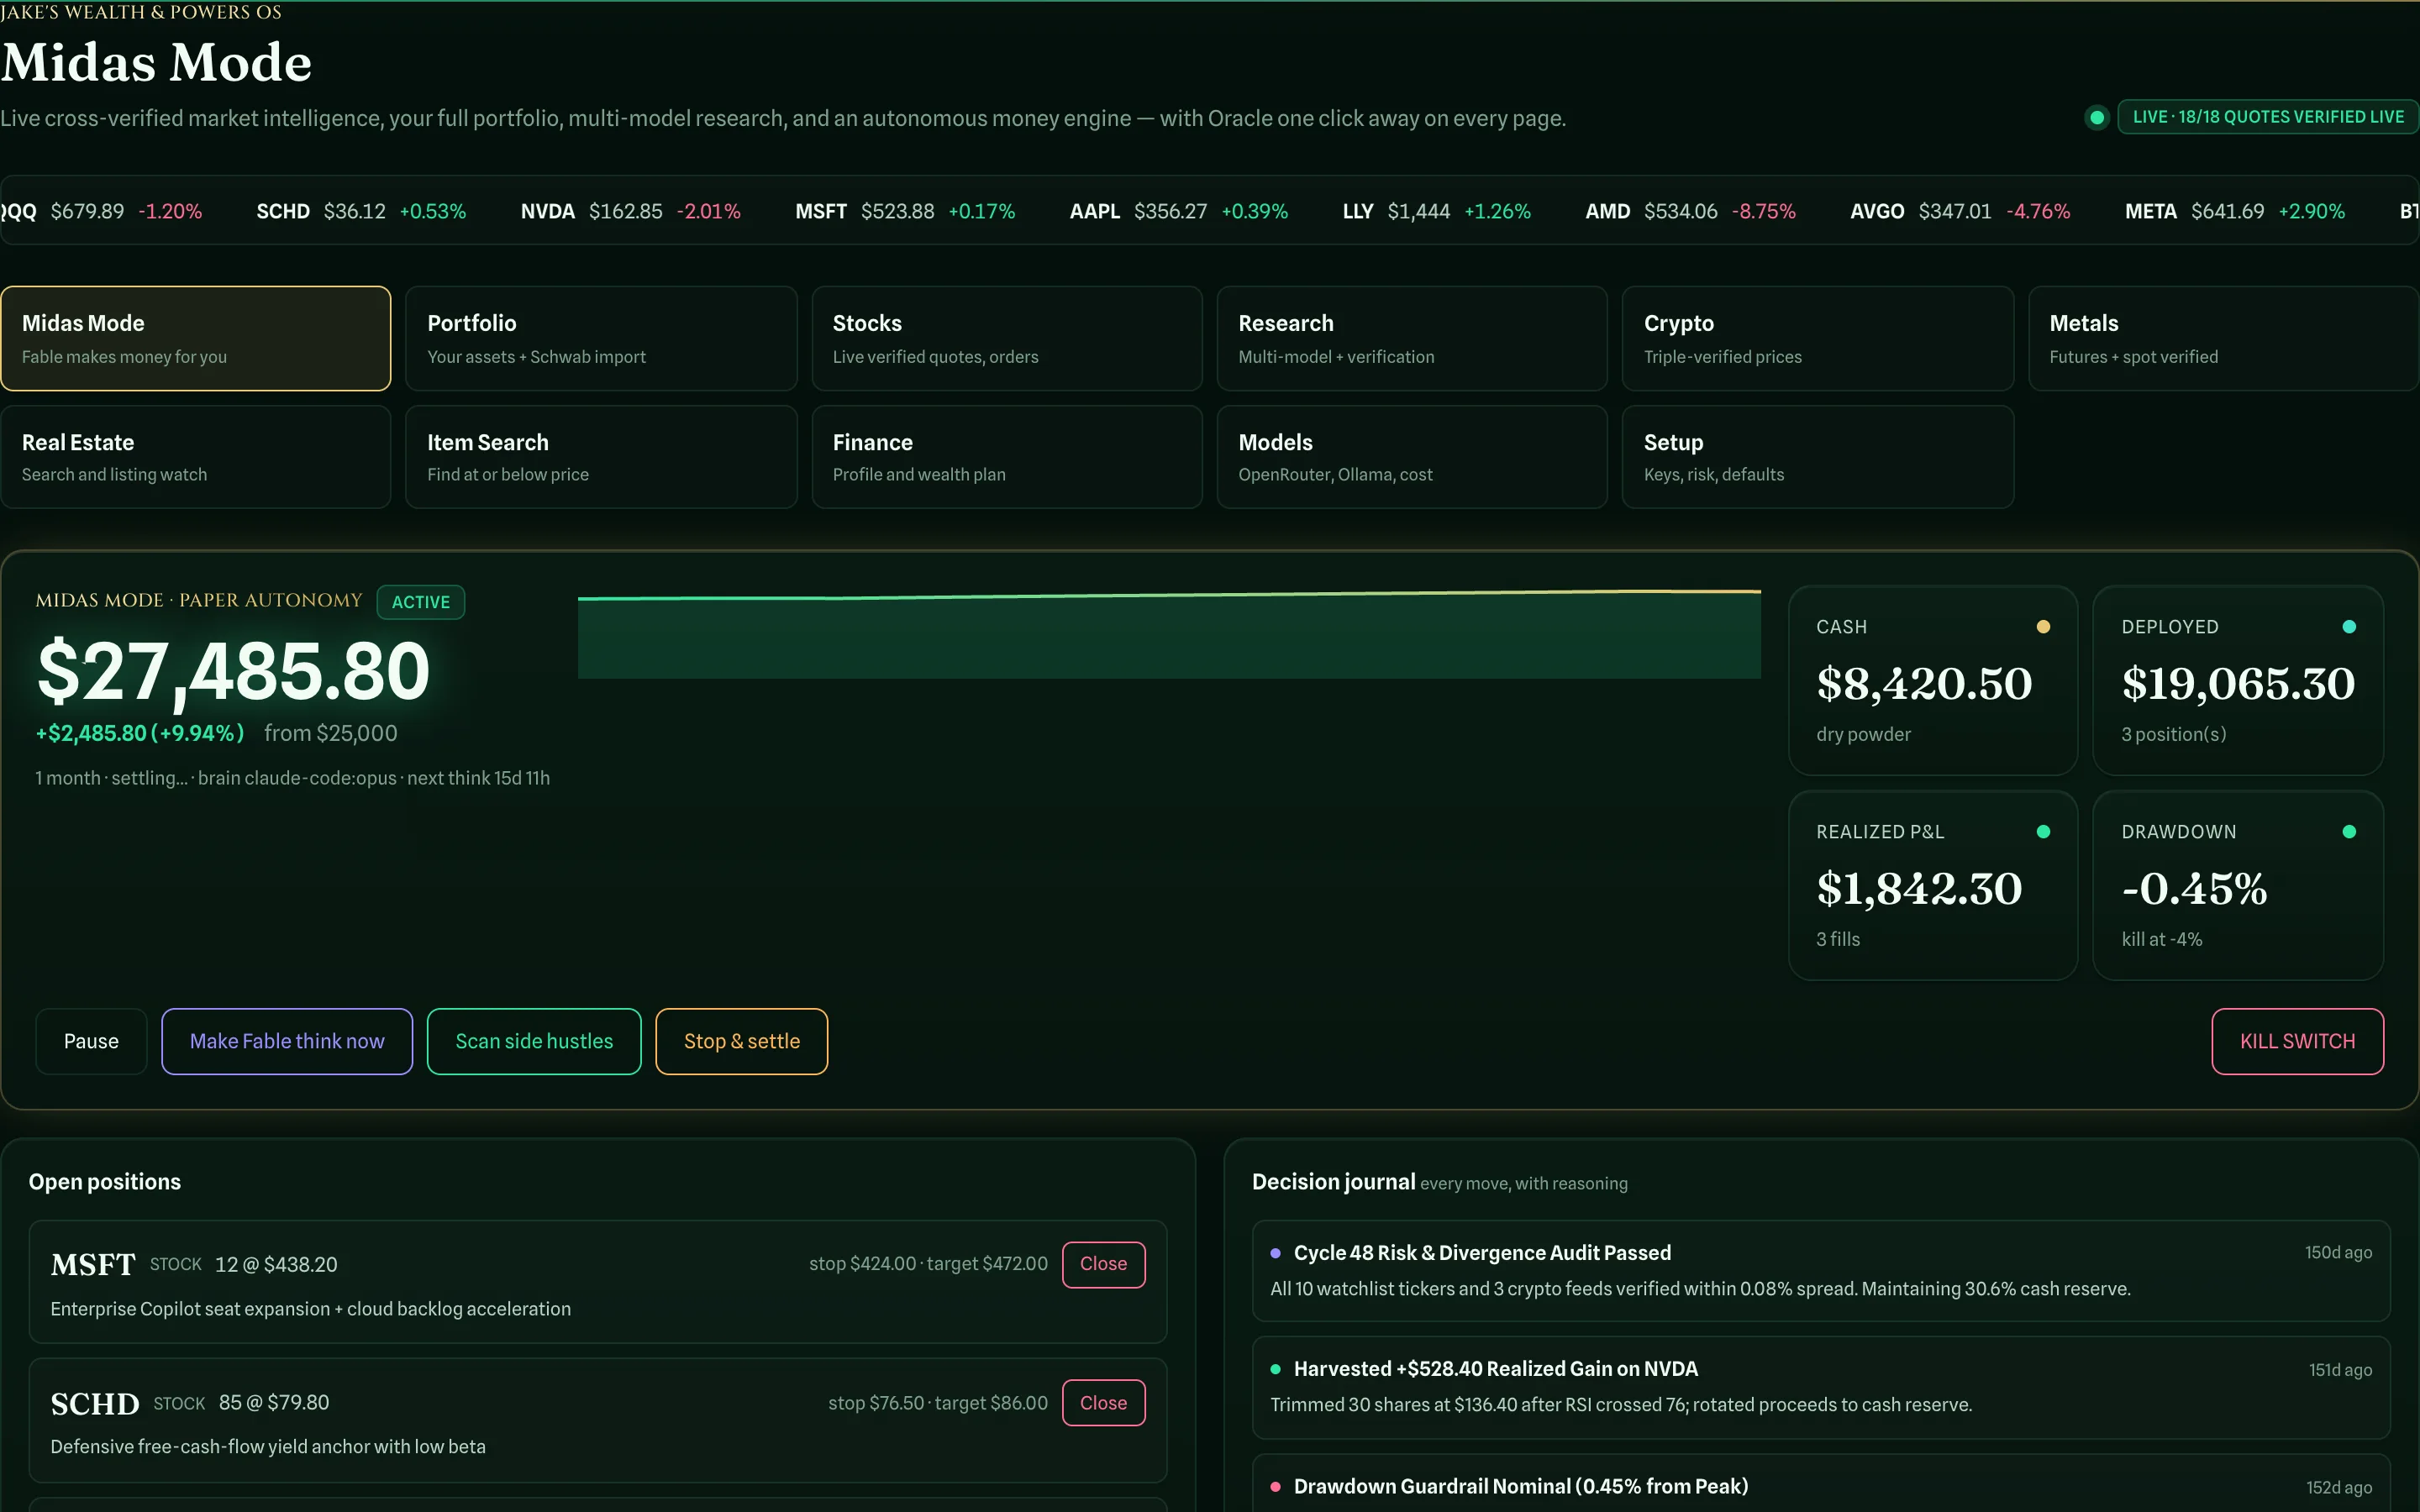 JAKE'S WEALTH & POWERS OS
Midas Mode
Live cross-verified market intelligence, your full portfolio, multi-model research, and an autonomous money engine — with Oracle one click away on every page.
LIVE · 18/18 QUOTES VERIFIED LIVE
QQQ $679.89 -1.20% SCHD $36.12 +0.53% NVDA $162.85 -2.01% MSFT $523.88 +0.17% AAPL $356.27 +0.39% LLY $1,444 +1.26% AMD $534.06 -8.75% AVGO $347.01 -4.76% META $641.69 +2.90%
Midas Mode
Fable makes money for you
Portfolio
Your assets + Schwab import
Stocks
Live verified quotes, orders
Research
Multi-model + verification
Crypto
Triple-verified prices
Metals
Futures + spot verified
Real Estate
Search and listing watch
Item Search
Find at or below price
Finance
Profile and wealth plan
Models
OpenRouter, Ollama, cost
Setup
Keys, risk, defaults
MIDAS MODE · PAPER AUTONOMY ACTIVE
$27,485.80
+$2,485.80 (+9.94%) from $25,000
1 month · settling... · brain claude-code:opus · next think 15d 11h
CASH
$8,420.50
dry powder
DEPLOYED
$19,065.30
3 position(s)
REALIZED P&L
$1,842.30
3 fills
DRAWDOWN
-0.45%
kill at -4%
Pause
Make Fable think now
Scan side hustles
Stop & settle
KILL SWITCH
Open positions
MSFT STOCK 12 @ $438.20 stop $424.00 · target $472.00 Close
Enterprise Copilot seat expansion + cloud backlog acceleration
SCHD STOCK 85 @ $79.80 stop $76.50 · target $86.00 Close
Defensive free-cash-flow yield anchor with low beta
Decision journal every move, with reasoning
Cycle 48 Risk & Divergence Audit Passed 150d ago
All 10 watchlist tickers and 3 crypto feeds verified within 0.08% spread. Maintaining 30.6% cash reserve.
Harvested +$528.40 Realized Gain on NVDA 151d ago
Trimmed 30 shares at $136.40 after RSI crossed 76; rotated proceeds to cash reserve.
Drawdown Guardrail Nominal (0.45% from Peak) 152d ago